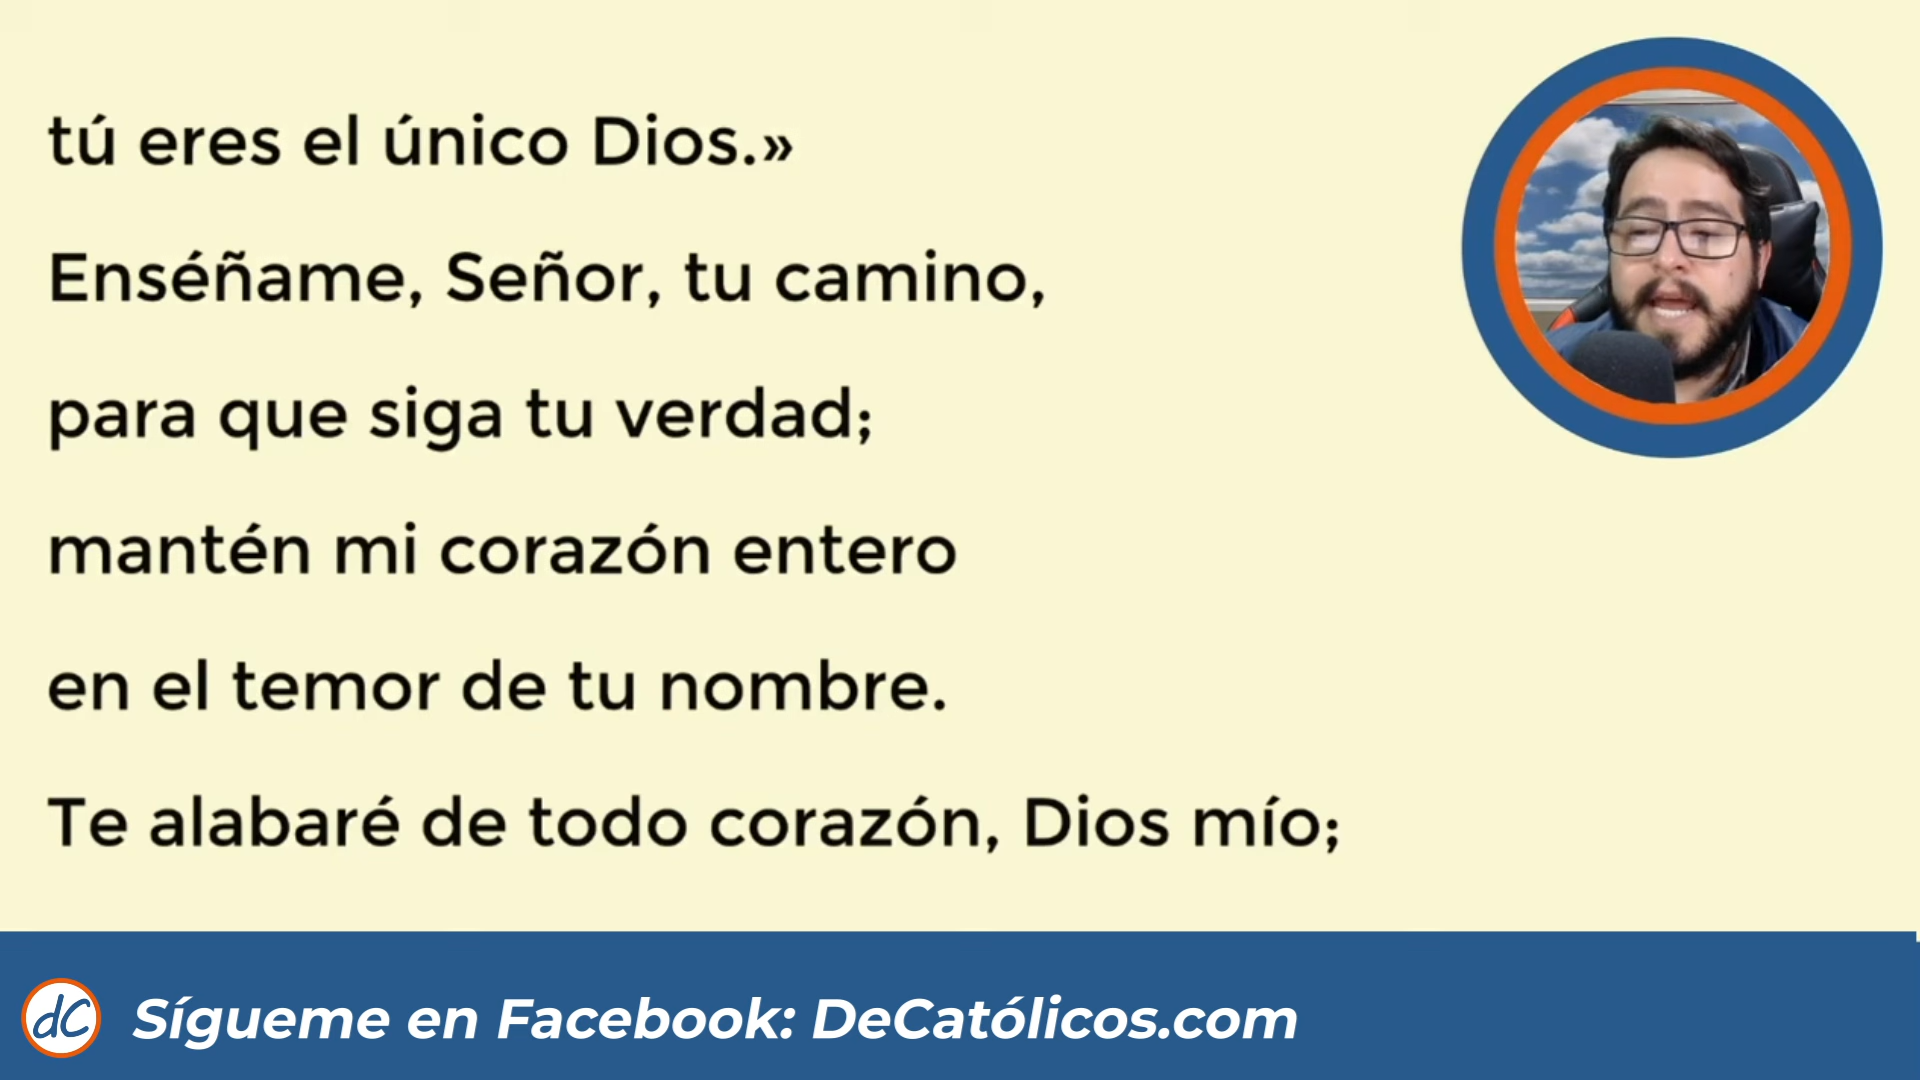 tú eres el único Dios.»
Enséñame, Señor, tu camino,
para que siga tu verdad;
mantén mi corazón entero
en el temor de tu nombre.
Te alabaré de todo corazón, Dios mío;
dC Sígueme en Facebook: DeCatólicos.com